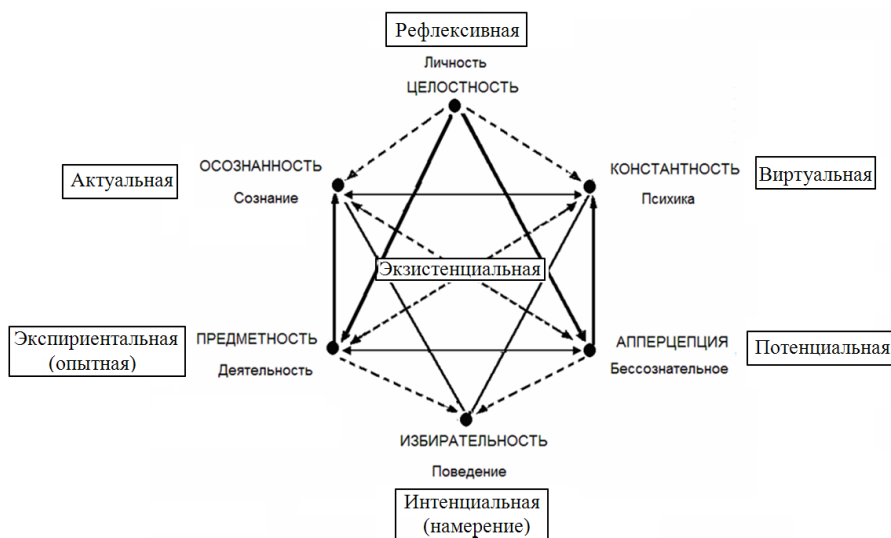 Рефлексивная
Личность
ЦЕЛОСТНОСТЬ
Актуальная
ОСОЗНАННОСТЬ
Сознание
КОНСТАНТНОСТЬ
Психика
Виртуальная
Экзистенциальная
Экспириентальная
(опытная)
ПРЕДМЕТНОСТЬ
Деятельность
АППЕРЦЕПЦИЯ
Бессознательное
Потенциальная
ИЗБИРАТЕЛЬНОСТЬ
Поведение
Интенциальная
(намерение)